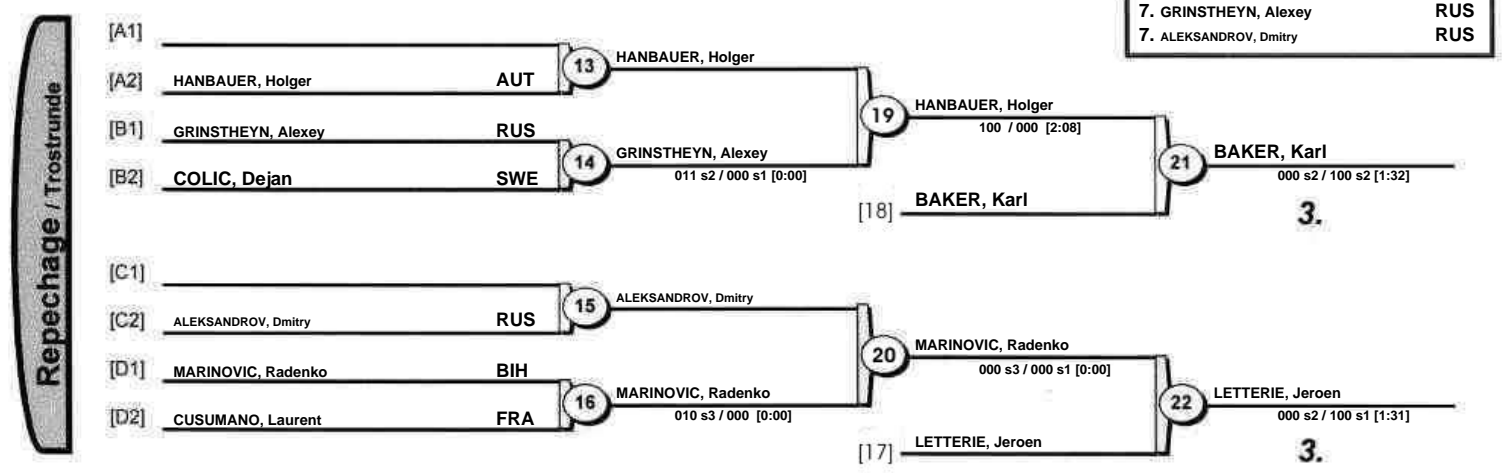 7. GRINSTHEYN, Alexey RUS
7. ALEKSANDROV, Dmitry RUS
Repechage / Trostrunde
[A1]
13
HANBAUER, Holger
[A2] HANBAUER, Holger AUT
19
HANBAUER, Holger
100 / 000 [2:08]
[B1] GRINSTHEYN, Alexey RUS
14
GRINSTHEYN, Alexey
011 s2 / 000 s1 [0:00]
[B2] COLIC, Dejan SWE
21
BAKER, Karl
000 s2 / 100 s2 [1:32]
[18] BAKER, Karl
3.
[C1]
15
ALEKSANDROV, Dmitry
[C2] ALEKSANDROV, Dmitry RUS
20
MARINOVIC, Radenko
000 s3 / 000 s1 [0:00]
[D1] MARINOVIC, Radenko BIH
16
MARINOVIC, Radenko
010 s3 / 000 [0:00]
[D2] CUSUMANO, Laurent FRA
22
LETTERIE, Jeroen
000 s2 / 100 s1 [1:31]
[17] LETTERIE, Jeroen
3.